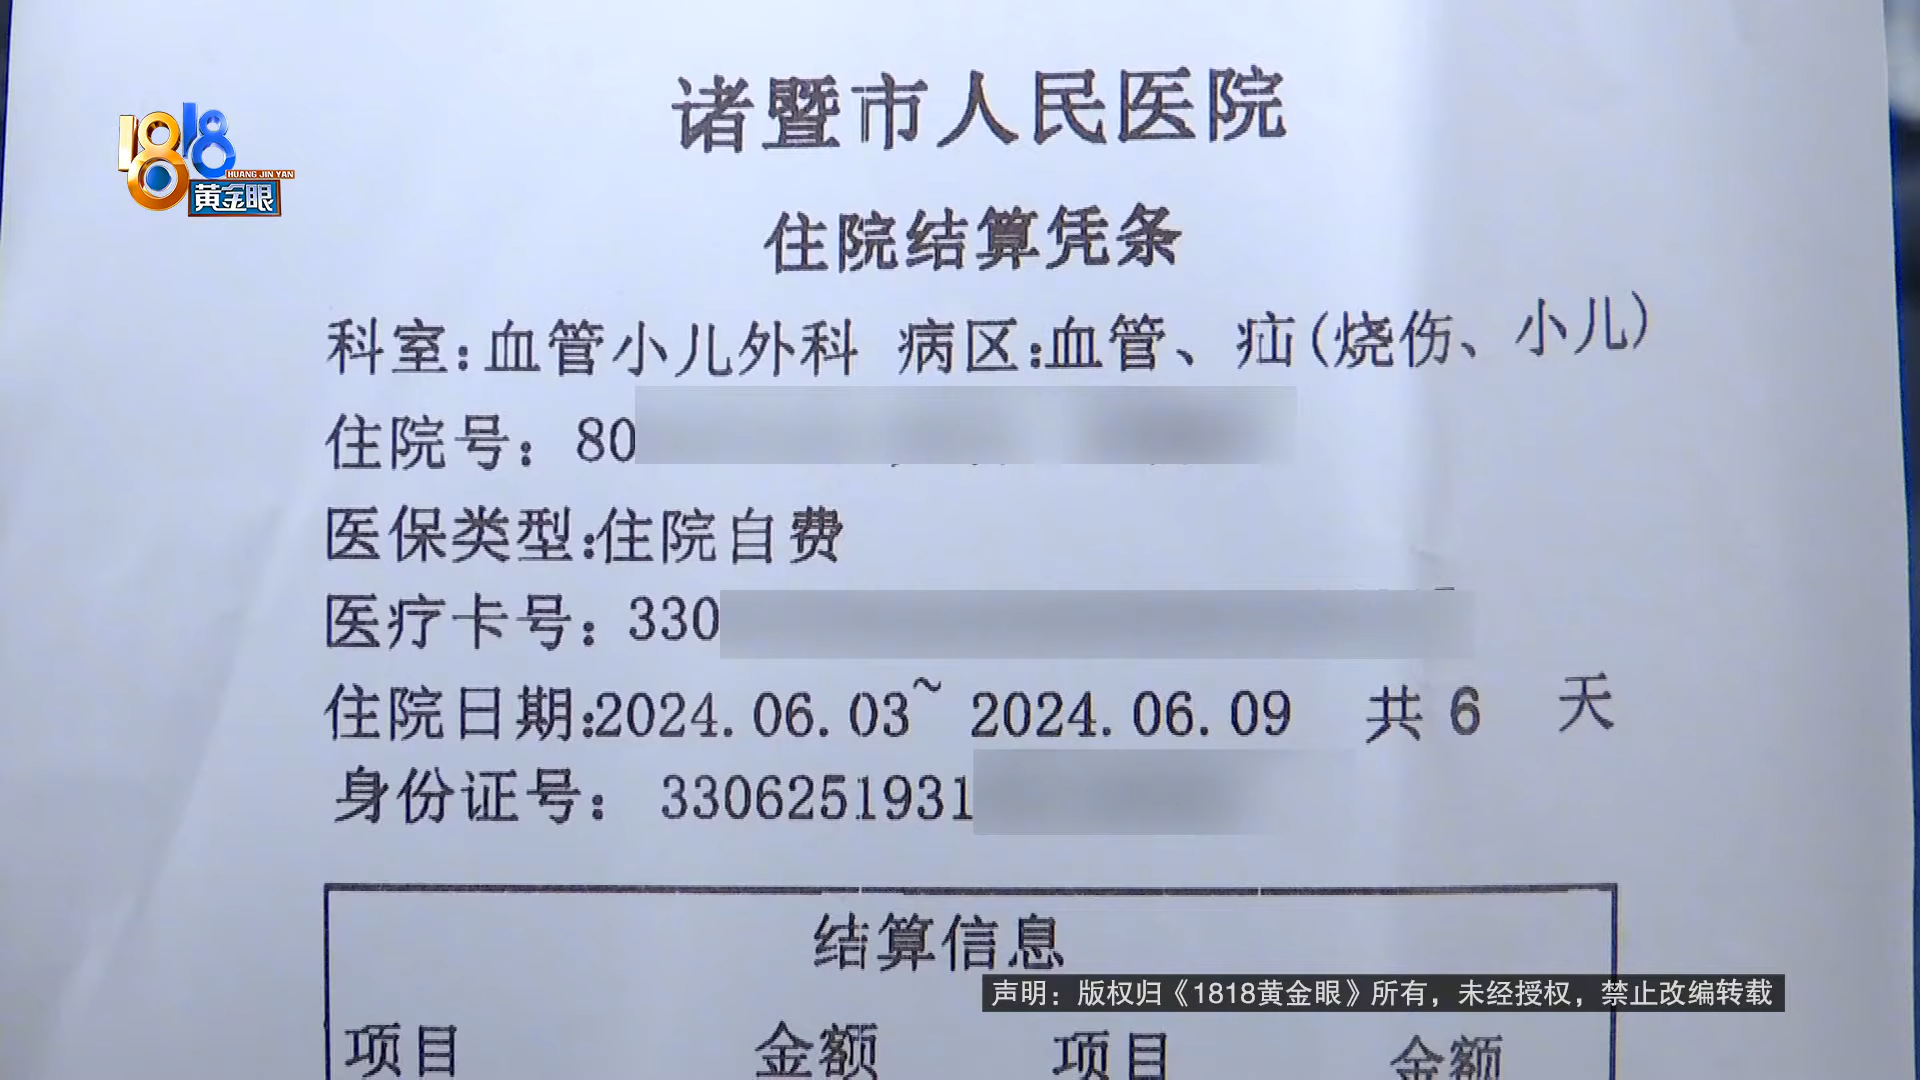 1818
HUANG JIN YAN
黄金眼
诸暨市人民医院
住院结算凭条
科室:血管小儿外科 病区:血管、疝(烧伤、小儿)
住院号: 80
医保类型:住院自费
医疗卡号: 330
住院日期:2024.06.03~ 2024.06.09 共 6 天
身份证号: 3306251931
结算信息
声明：版权归《1818黄金眼》所有，未经授权，禁止改编转载
项目 金额 项目 金额